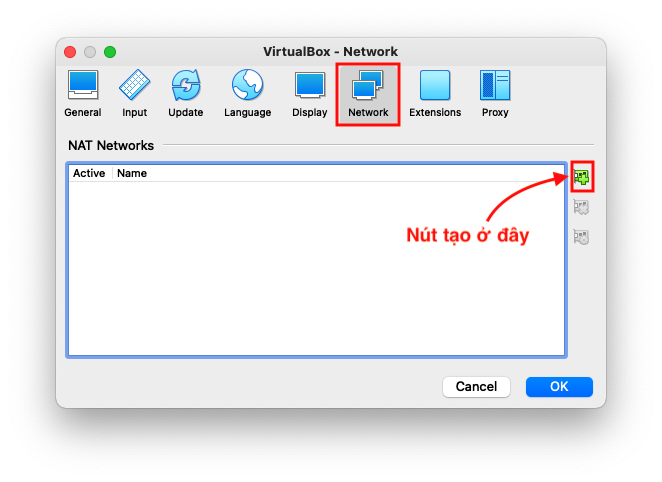 VirtualBox - Network
General Input Update Language Display Network Extensions Proxy
NAT Networks
Active Name
Nút tạo ở đây
Cancel OK